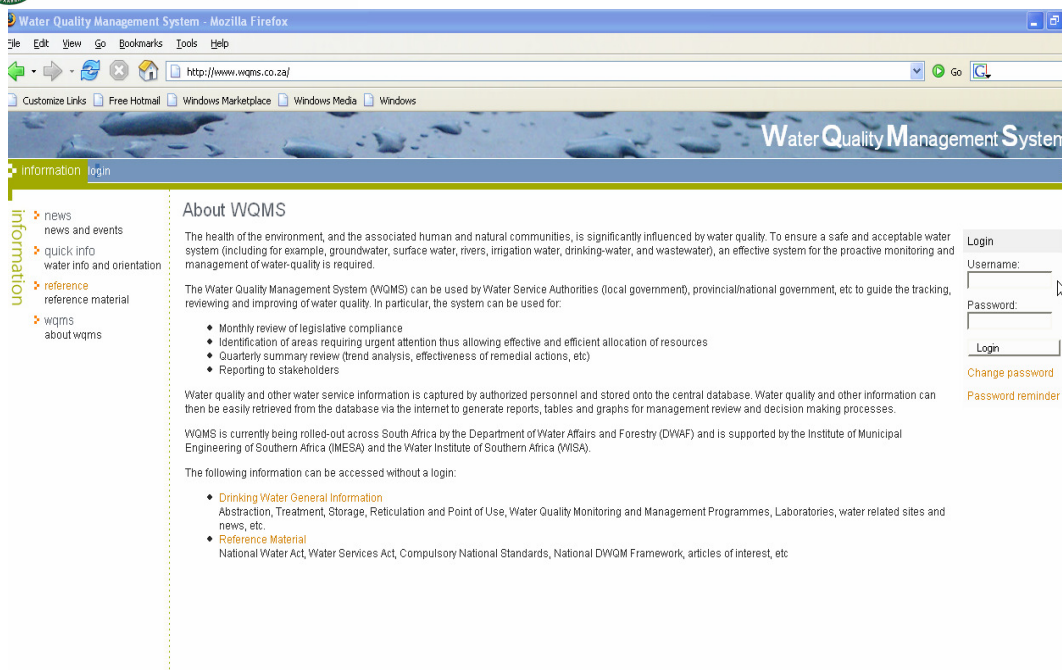 Water Quality Management System - Mozilla Firefox
File Edit View Go Bookmarks Tools Help
http://www.wqms.co.za/
Go
G
Customize Links Free Hotmail Windows Marketplace Windows Media Windows
Water Quality Management System
information login
information
news
news and events
quick info
water info and orientation
reference
reference material
wqms
about wqms
About WQMS
The health of the environment, and the associated human and natural communities, is significantly influenced by water quality. To ensure a safe and acceptable water
system (including for example, groundwater, surface water, rivers, irrigation water, drinking-water, and wastewater), an effective system for the proactive monitoring and
management of water-quality is required.
The Water Quality Management System (WQMS) can be used by Water Service Authorities (local government), provincial/national government, etc to guide the tracking,
reviewing and improving of water quality. In particular, the system can be used for:
Monthly review of legislative compliance
Identification of areas requiring urgent attention thus allowing effective and efficient allocation of resources
Quarterly summary review (trend analysis, effectiveness of remedial actions, etc)
Reporting to stakeholders
Water quality and other water service information is captured by authorized personnel and stored onto the central database. Water quality and other information can
then be easily retrieved from the database via the internet to generate reports, tables and graphs for management review and decision making processes.
WQMS is currently being rolled-out across South Africa by the Department of Water Affairs and Forestry (DWAF) and is supported by the Institute of Municipal
Engineering of Southern Africa (IMESA) and the Water Institute of Southern Africa (WISA).
The following information can be accessed without a login:
Drinking Water General Information
Abstraction, Treatment, Storage, Reticulation and Point of Use, Water Quality Monitoring and Management Programmes, Laboratories, water related sites and
news, etc.
Reference Material
National Water Act, Water Services Act, Compulsory National Standards, National DWQM Framework, articles of interest, etc
Login
Username:
Password:
Login
Change password
Password reminder